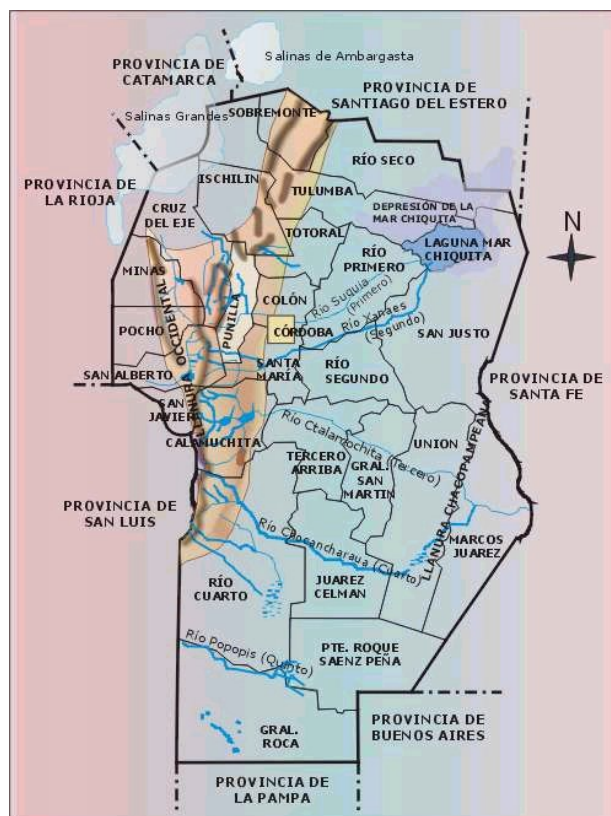 Salinas de Ambargasta
PROVINCIA DE
CATAMARCA
PROVINCIA DE
SANTIAGO DEL ESTERO
Salinas Grandes
SOBREMONTE
RÍO SECO
PROVINCIA DE
LA RIOJA
ISCHILIN
TULUMBA
CRUZ
DEL EJE
DEPRESIÓN DE LA
MAR CHIQUITA
N
TOTORAL
LAGUNA MAR
CHIQUITA
RÍO
PRIMERO
MINAS
PUNILLA
COLÓN
Río Suquia
(Primero)
Río Xanaes
(Segundo)
POCHO
LLENURA OCCIDENTAL
CÓRDOBA
SAN JUSTO
SAN ALBERTO
SANTA
MARÍA
RÍO
SEGUNDO
PROVINCIA DE
SANTA FE
SAN
JAVIER
CALAMUCHITA
Río Ctalamochita (Tercero)
UNION
TERCERO
ARRIBA
GRAL.
SAN
MARTIN
LLANURA CHACOPAMPEANA
PROVINCIA DE
SAN LUIS
Río Chocancharaua (Cuarto)
MARCOS
JUAREZ
RÍO
CUARTO
JUAREZ
CELMAN
Río Popopis (Quinto)
PTE. ROQUE
SAENZ PEÑA
GRAL.
ROCA
PROVINCIA DE
BUENOS AIRES
PROVINCIA DE
LA PAMPA